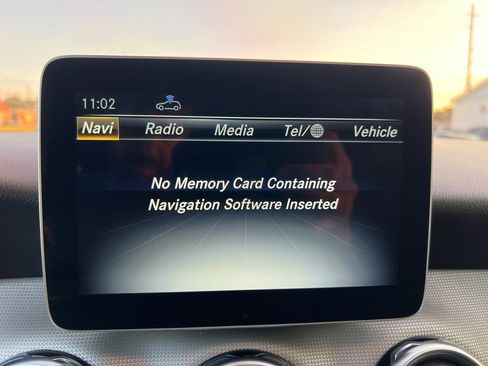 11:02
Navi Radio Media Tel/ Vehicle
No Memory Card Containing
Navigation Software Inserted